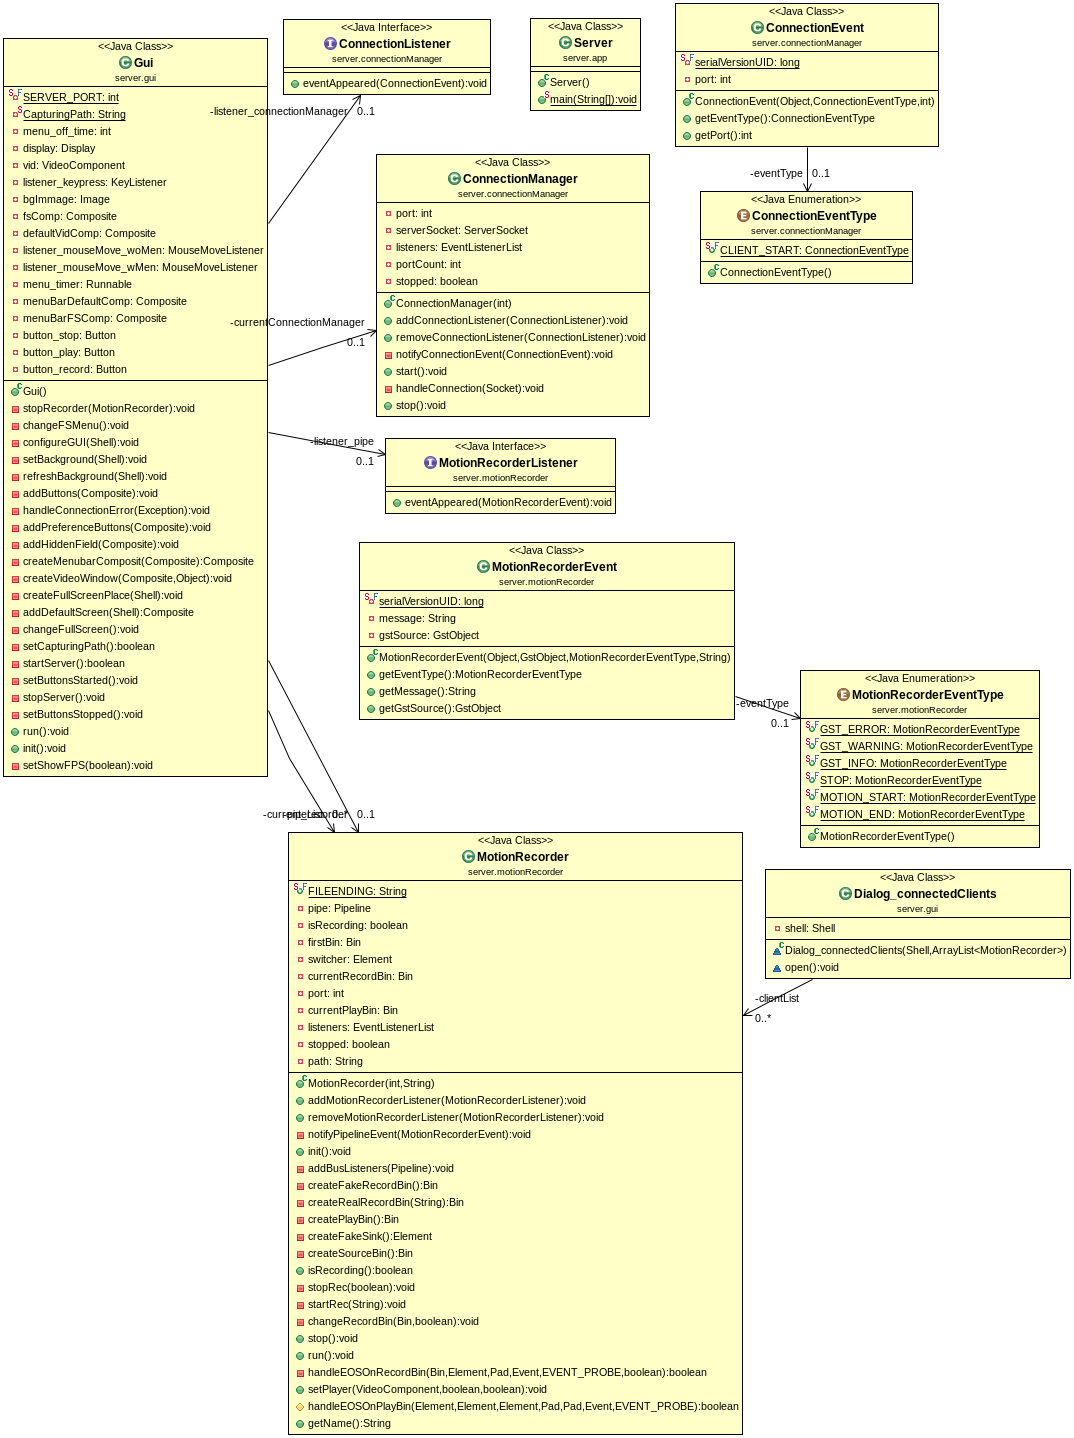 <<Java Class>>
Gui
server.gui
SERVER_PORT: int
CapturingPath: String
menu_off_time: int
display: Display
vid: VideoComponent
listener_keypress: KeyListener
bgImmage: Image
fsComp: Composite
defaultVidComp: Composite
listener_mouseMove_woMen: MouseMoveListener
listener_mouseMove_wMen: MouseMoveListener
menu_timer: Runnable
menuBarDefaultComp: Composite
menuBarFSComp: Composite
button_stop: Button
button_play: Button
button_record: Button
Gui()
stopRecorder(MotionRecorder):void
changeFSMenu():void
configureGUI(Shell):void
setBackground(Shell):void
refreshBackground(Shell):void
addButtons(Composite):void
handleConnectionError(Exception):void
addPreferenceButtons(Composite):void
addHiddenField(Composite):void
createMenubarComposit(Composite):Composite
createVideoWindow(Composite,Object):void
createFullScreenPlace(Shell):void
addDefaultScreen(Shell):Composite
changeFullScreen():void
setCapturingPath():boolean
startServer():boolean
setButtonsStarted():void
stopServer():void
setButtonsStopped():void
run():void
init():void
setShowFPS(boolean):void
<<Java Interface>>
ConnectionListener
server.connectionManager
eventAppeared(ConnectionEvent):void
-listener_connectionManager
0..1
<<Java Class>>
Server
server.app
Server()
main(String[]):void
<<Java Class>>
ConnectionEvent
server.connectionManager
serialVersionUID: long
port: int
ConnectionEvent(Object,ConnectionEventType,int)
getEventType():ConnectionEventType
getPort():int
-eventType
0..1
<<Java Enumeration>>
ConnectionEventType
server.connectionManager
CLIENT_START: ConnectionEventType
ConnectionEventType()
<<Java Class>>
ConnectionManager
server.connectionManager
port: int
serverSocket: ServerSocket
listeners: EventListenerList
portCount: int
stopped: boolean
ConnectionManager(int)
addConnectionListener(ConnectionListener):void
removeConnectionListener(ConnectionListener):void
notifyConnectionEvent(ConnectionEvent):void
start():void
handleConnection(Socket):void
stop():void
-currentConnectionManager
0..1
-listener_pipe
0..1
<<Java Interface>>
MotionRecorderListener
server.motionRecorder
eventAppeared(MotionRecorderEvent):void
<<Java Class>>
MotionRecorderEvent
server.motionRecorder
serialVersionUID: long
message: String
gstSource: GstObject
MotionRecorderEvent(Object,GstObject,MotionRecorderEventType,String)
getEventType():MotionRecorderEventType
getMessage():String
getGstSource():GstObject
-eventType
0..1
<<Java Enumeration>>
MotionRecorderEventType
server.motionRecorder
GST_ERROR: MotionRecorderEventType
GST_WARNING: MotionRecorderEventType
GST_INFO: MotionRecorderEventType
STOP: MotionRecorderEventType
MOTION_START: MotionRecorderEventType
MOTION_END: MotionRecorderEventType
MotionRecorderEventType()
0..1
<<Java Class>>
MotionRecorder
server.motionRecorder
FILEENDING: String
pipe: Pipeline
isRecording: boolean
firstBin: Bin
switcher: Element
currentRecordBin: Bin
port: int
currentPlayBin: Bin
listeners: EventListenerList
stopped: boolean
path: String
MotionRecorder(int,String)
addMotionRecorderListener(MotionRecorderListener):void
removeMotionRecorderListener(MotionRecorderListener):void
notifyPipelineEvent(MotionRecorderEvent):void
init():void
addBusListeners(Pipeline):void
createFakeRecordBin():Bin
createRealRecordBin(String):Bin
createPlayBin():Bin
createFakeSink():Element
createSourceBin():Bin
isRecording():boolean
stopRec(boolean):void
startRec(String):void
changeRecordBin(Bin,boolean):void
stop():void
run():void
handleEOSOnRecordBin(Bin,Element,Pad,Event,EVENT_PROBE,boolean):boolean
setPlayer(VideoComponent,boolean,boolean):void
handleEOSOnPlayBin(Element,Element,Element,Pad,Pad,Event,EVENT_PROBE):boolean
getName():String
<<Java Class>>
Dialog_connectedClients
server.gui
shell: Shell
Dialog_connectedClients(Shell,ArrayList<MotionRecorder>)
open():void
-clientList
0..*